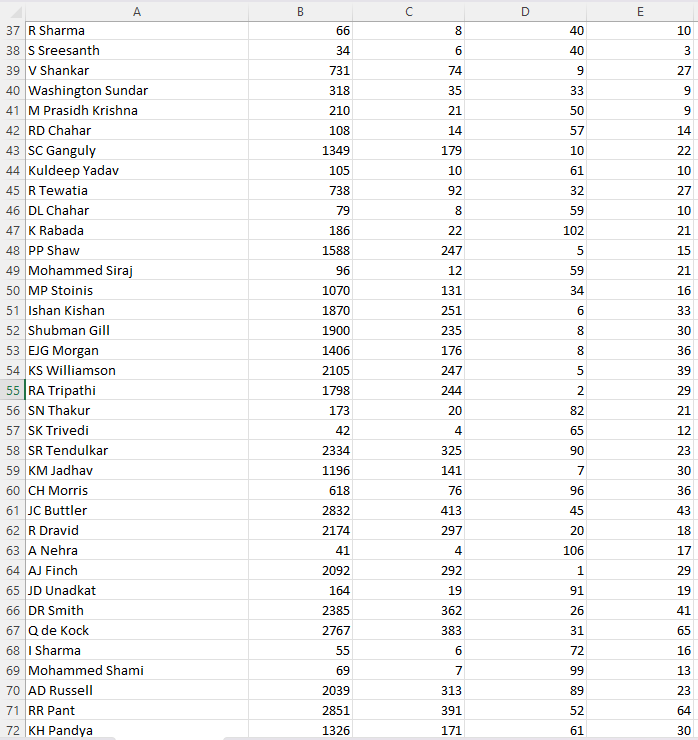 A B C D E
37 R Sharma 66 8 40 10
38 S Sreesanth 34 6 40 3
39 V Shankar 731 74 9 27
40 Washington Sundar 318 35 33 9
41 M Prasidh Krishna 210 21 50 9
42 RD Chahar 108 14 57 14
43 SC Ganguly 1349 179 10 22
44 Kuldeep Yadav 105 10 61 10
45 R Tewatia 738 92 32 27
46 DL Chahar 79 8 59 10
47 K Rabada 186 22 102 21
48 PP Shaw 1588 247 5 15
49 Mohammed Siraj 96 12 59 21
50 MP Stoinis 1070 131 34 16
51 Ishan Kishan 1870 251 6 33
52 Shubman Gill 1900 235 8 30
53 EJG Morgan 1406 176 8 36
54 KS Williamson 2105 247 5 39
55 RA Tripathi 1798 244 2 29
56 SN Thakur 173 20 82 21
57 SK Trivedi 42 4 65 12
58 SR Tendulkar 2334 325 90 23
59 KM Jadhav 1196 141 7 30
60 CH Morris 618 76 96 36
61 JC Buttler 2832 413 45 43
62 R Dravid 2174 297 20 18
63 A Nehra 41 4 106 17
64 AJ Finch 2092 292 1 29
65 JD Unadkat 164 19 91 19
66 DR Smith 2385 362 26 41
67 Q de Kock 2767 383 31 65
68 I Sharma 55 6 72 16
69 Mohammed Shami 69 7 99 13
70 AD Russell 2039 313 89 23
71 RR Pant 2851 391 52 64
72 KH Pandya 1326 171 61 30